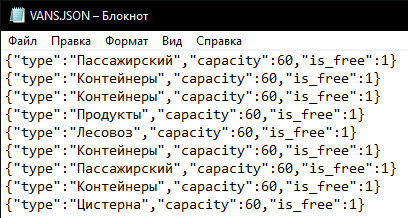 VANS.JSON – Блокнот
Файл Правка Формат Вид Справка
{"type":"Пассажирский","capacity":60,"is_free":1}
{"type":"Контейнеры","capacity":60,"is_free":1}
{"type":"Контейнеры","capacity":60,"is_free":1}
{"type":"Продукты","capacity":60,"is_free":1}
{"type":"Лесовоз","capacity":60,"is_free":1}
{"type":"Контейнеры","capacity":60,"is_free":1}
{"type":"Пассажирский","capacity":60,"is_free":1}
{"type":"Контейнеры","capacity":60,"is_free":1}
{"type":"Цистерна","capacity":60,"is_free":1}